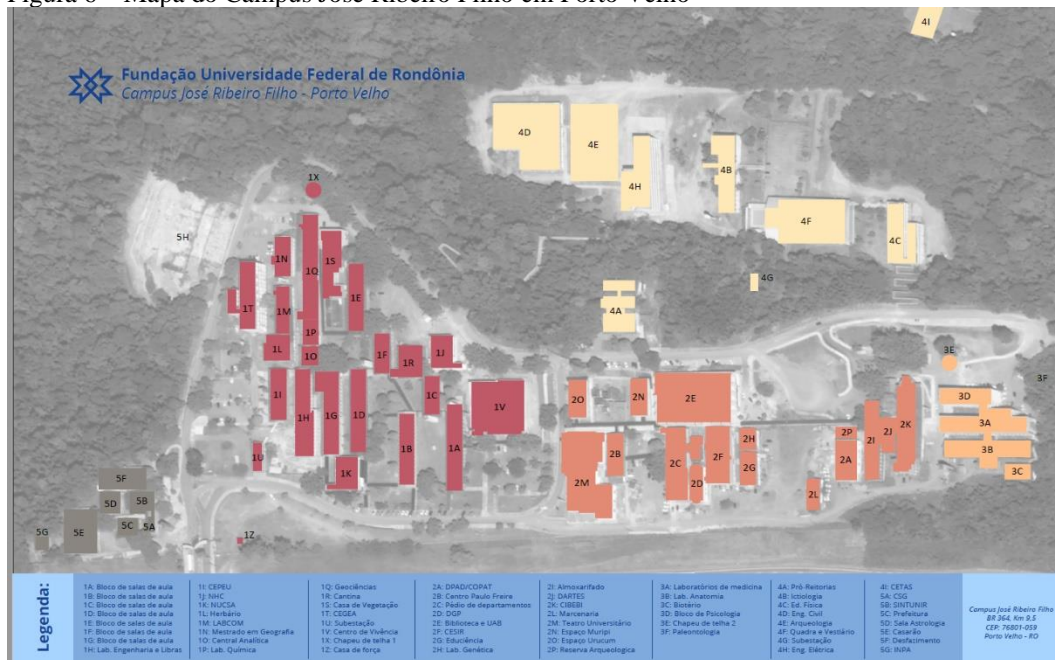 Figura 6 – Mapa do Campus José Ribeiro Filho em Porto Velho
Fundação Universidade Federal de Rondônia
Campus José Ribeiro Filho - Porto Velho
4I
4D
4E
4H
4B
4F
4C
4G
4A
1X
5H
1N
1Q
1S
1E
1T
1M
1P
1L
1O
1F
1R
1J
1I
1H
1G
1D
1C
1B
1A
1V
1U
1K
1Z
2O
2N
2E
2B
2M
2C
2D
2F
2H
2G
2L
2P
2A
2I
2J
2K
3E
3F
3D
3A
3B
3C
5F
5D
5B
5C
5A
5E
5G
Legendas:
1A: Bloco de salas de aula
1B: Bloco de salas de aula
1C: Bloco de salas de aula
1D: Bloco de salas de aula
1E: Bloco de salas de aula
1F: Bloco de salas de aula
1G: Bloco de salas de aula
1H: Lab. Engenharia e Libras
1I: CEPEU
1J: NHC
1K: NUCSA
1L: Herbário
1M: LABCOM
1N: Mestrado em Geografia
1O: Central Analítica
1P: Lab. Química
1Q: Geociências
1R: Cantina
1S: Casa de Vegetação
1T: CEGEA
1U: Subestação
1V: Centro de Vivência
1X: Chapeu de telha 1
1Z: Casa de força
2A: DPAD/COPAT
2B: Centro Paulo Freire
2C: Pédio de departamentos
2D: DGP
2E: Biblioteca e UAB
2F: CESIR
2G: Educiência
2H: Lab. Genética
2I: Almoxarifado
2J: DARTES
2K: CIBEBI
2L: Marcenaria
2M: Teatro Universitário
2N: Espaço Muripi
2O: Espaço Urucum
2P: Reserva Arqueologica
3A: Laboratórios de medicina
3B: Lab. Anatomia
3C: Biotério
3D: Bloco de Psicologia
3E: Chapeu de telha 2
3F: Paleontologia
4A: Pró-Reitorias
4B: Ictiologia
4C: Ed. Física
4D: Eng. Civil
4E: Arqueologia
4F: Quadra e Vestiário
4G: Subestação
4H: Eng. Elétrica
4I: CETAS
5A: CSG
5B: SINTUNIR
5C: Prefeitura
5D: Sala Astrologia
5E: Casarão
5F: Desfazimento
5G: INPA
Campus José Ribeiro Filho
BR 364, Km 9,5
CEP: 76801-059
Porto Velho - RO